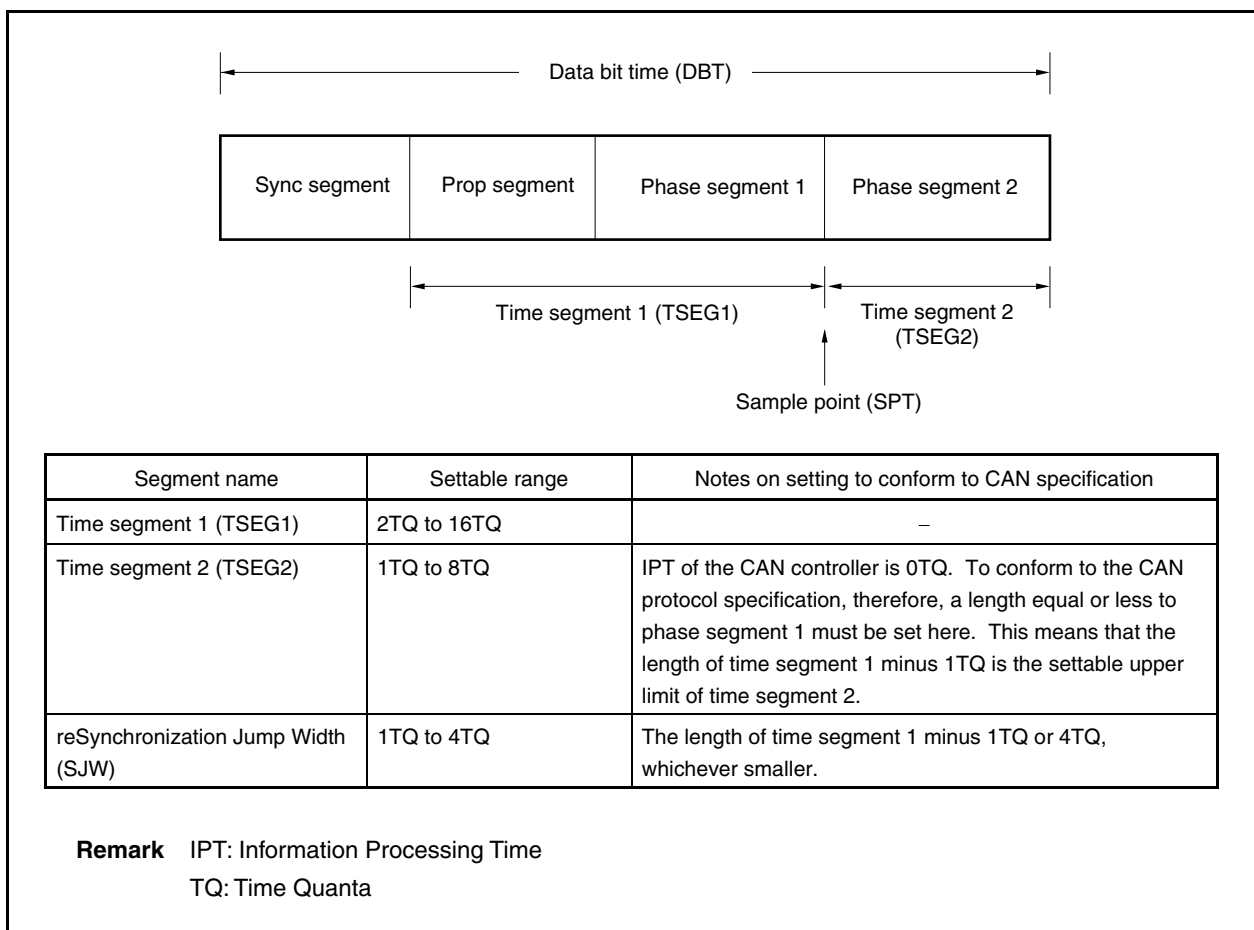 Data bit time (DBT)
Sync segment
Prop segment
Phase segment 1
Phase segment 2
Time segment 1 (TSEG1)
Time segment 2
(TSEG2)
Sample point (SPT)
Segment name
Settable range
Notes on setting to conform to CAN specification
Time segment 1 (TSEG1)
2TQ to 16TQ
–
Time segment 2 (TSEG2)
1TQ to 8TQ
IPT of the CAN controller is 0TQ. To conform to the CAN
protocol specification, therefore, a length equal or less to
phase segment 1 must be set here. This means that the
length of time segment 1 minus 1TQ is the settable upper
limit of time segment 2.
reSynchronization Jump Width
(SJW)
1TQ to 4TQ
The length of time segment 1 minus 1TQ or 4TQ,
whichever smaller.
Remark IPT: Information Processing Time
TQ: Time Quanta